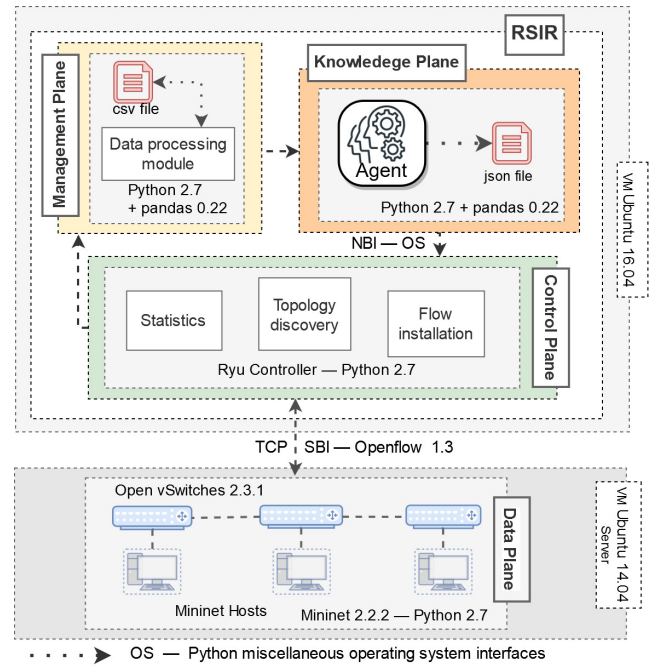 RSIR
Management Plane
csv file
Data processing
module
Python 2.7
+ pandas 0.22
Knowledege Plane
Agent
json file
Python 2.7 + pandas 0.22
VM Ubuntu 16.04
NBI — OS
Control Plane
Statistics
Topology
discovery
Flow
installation
Ryu Controller — Python 2.7
TCP SBI — Openflow 1.3
Open vSwitches 2.3.1
Data Plane
VM Ubuntu 14.04
Server
Mininet Hosts
Mininet 2.2.2 — Python 2.7
OS — Python miscellaneous operating system interfaces